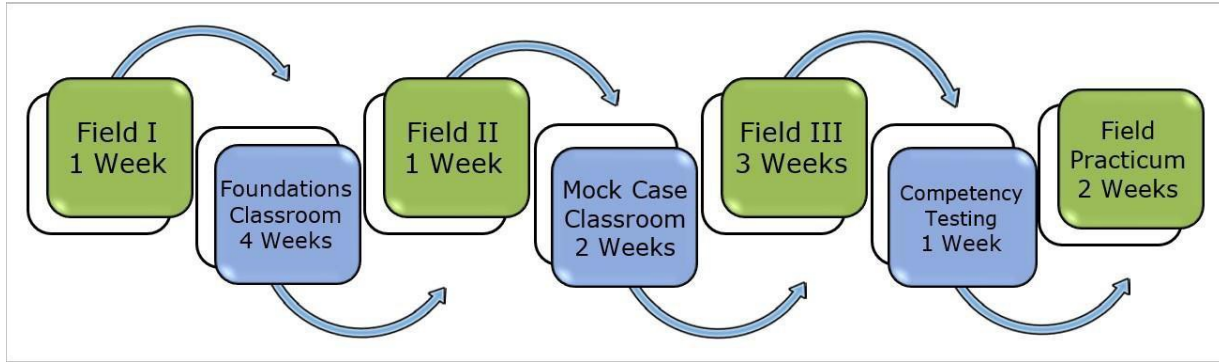 Field I
1 Week
Foundations
Classroom
4 Weeks
Field II
1 Week
Mock Case
Classroom
2 Weeks
Field III
3 Weeks
Competency
Testing
1 Week
Field
Practicum
2 Weeks